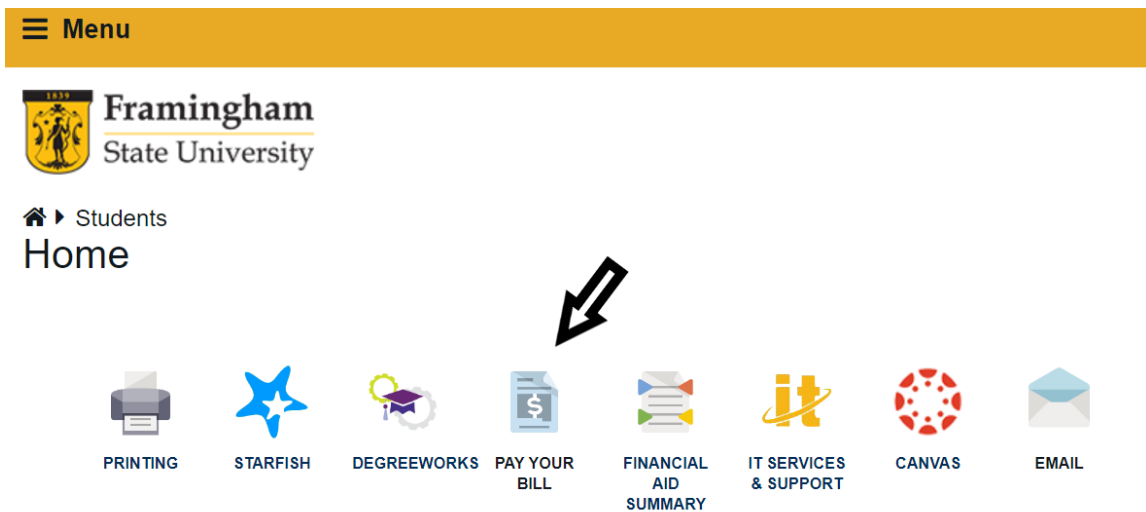 Menu
1839
Framingham
State University
Students
Home
$
it
PRINTING
STARFISH
DEGREEWORKS
PAY YOUR
BILL
FINANCIAL
AID
SUMMARY
IT SERVICES
& SUPPORT
CANVAS
EMAIL